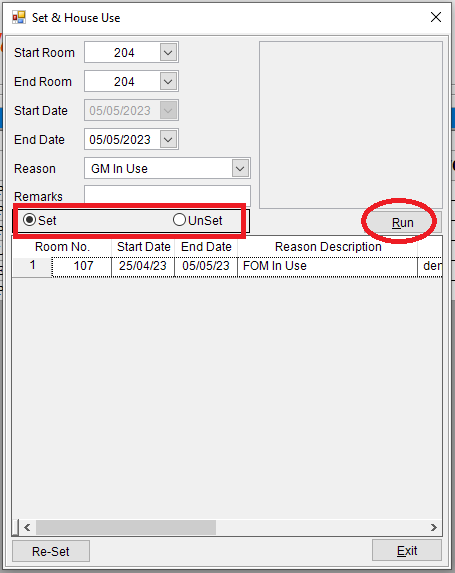 Set & House Use
Start Room 204
End Room 204
Start Date 05/05/2023
End Date 05/05/2023
Reason GM In Use
Remarks
Set UnSet Run
Room No. Start Date End Date Reason Description
1 107 25/04/23 05/05/23 FOM In Use der
Re-Set Exit